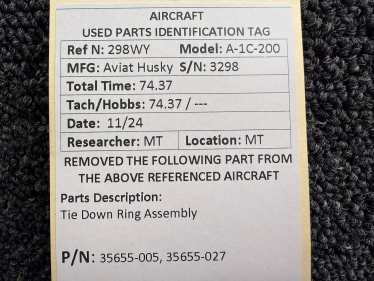 AIRCRAFT
USED PARTS IDENTIFICATION TAG
Ref N: 298WY Model: A-1C-200
MFG: Aviat Husky S/N: 3298
Total Time: 74.37
Tach/Hobbs: 74.37 / ---
Date: 11/24
Researcher: MT Location: MT
REMOVED THE FOLLOWING PART FROM
THE ABOVE REFERENCED AIRCRAFT
Parts Description:
Tie Down Ring Assembly
P/N: 35655-005, 35655-027